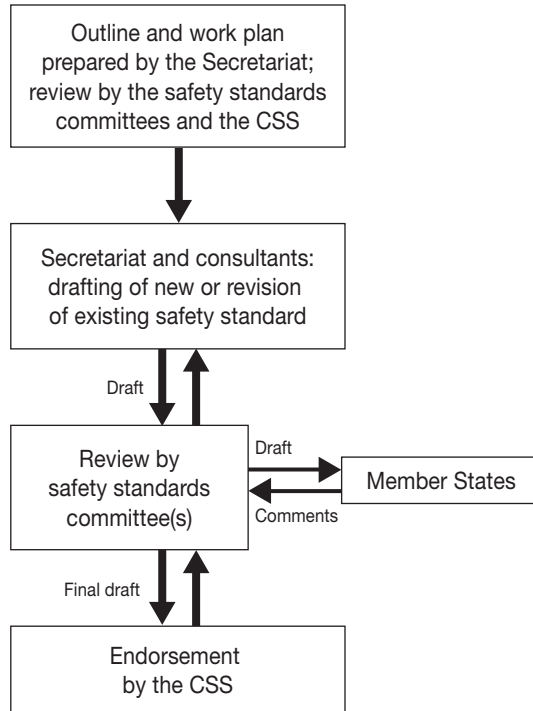 Outline and work plan
prepared by the Secretariat;
review by the safety standards
committees and the CSS
Secretariat and consultants:
drafting of new or revision
of existing safety standard
Draft
Review by
safety standards
committee(s)
Draft
Member States
Comments
Final draft
Endorsement
by the CSS